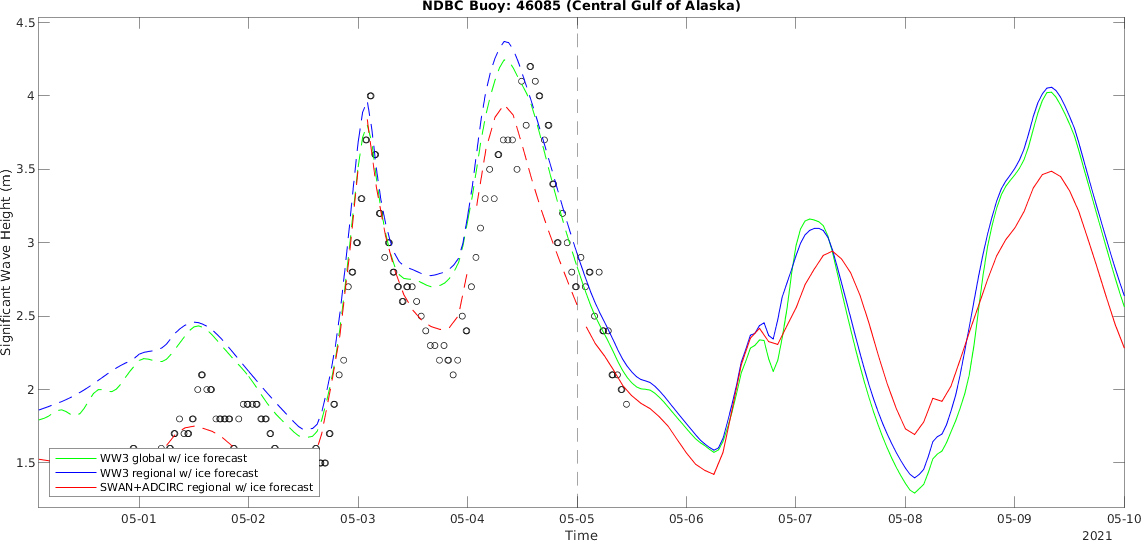 NDBC Buoy: 46085 (Central Gulf of Alaska)
4.5
4
3.5
3
2.5
2
1.5
Significant Wave Height (m)
WW3 global w/ ice forecast
WW3 regional w/ ice forecast
SWAN+ADCIRC regional w/ ice forecast
05-01 05-02 05-03 05-04 05-05 05-06 05-07 05-08 05-09 05-10
Time
2021